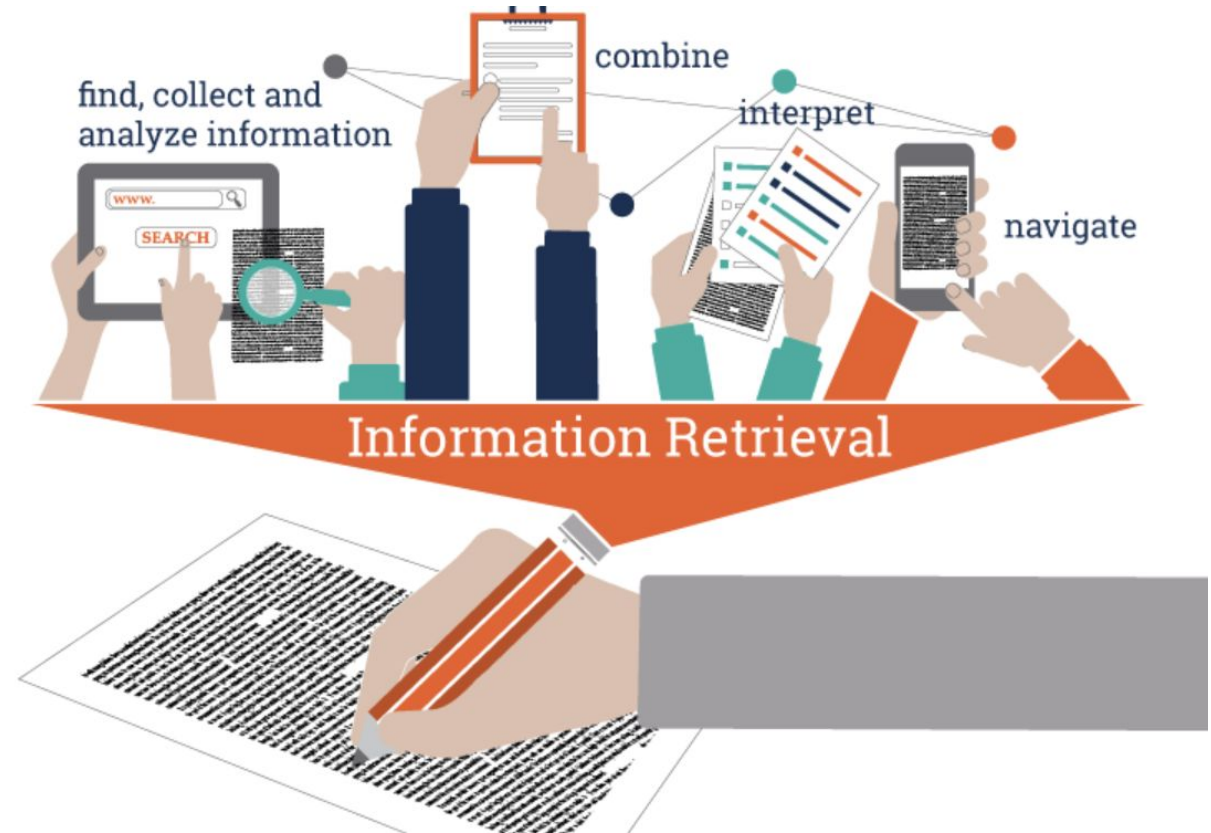 find, collect and
analyze information
combine
interpret
navigate
www.
SEARCH
Information Retrieval